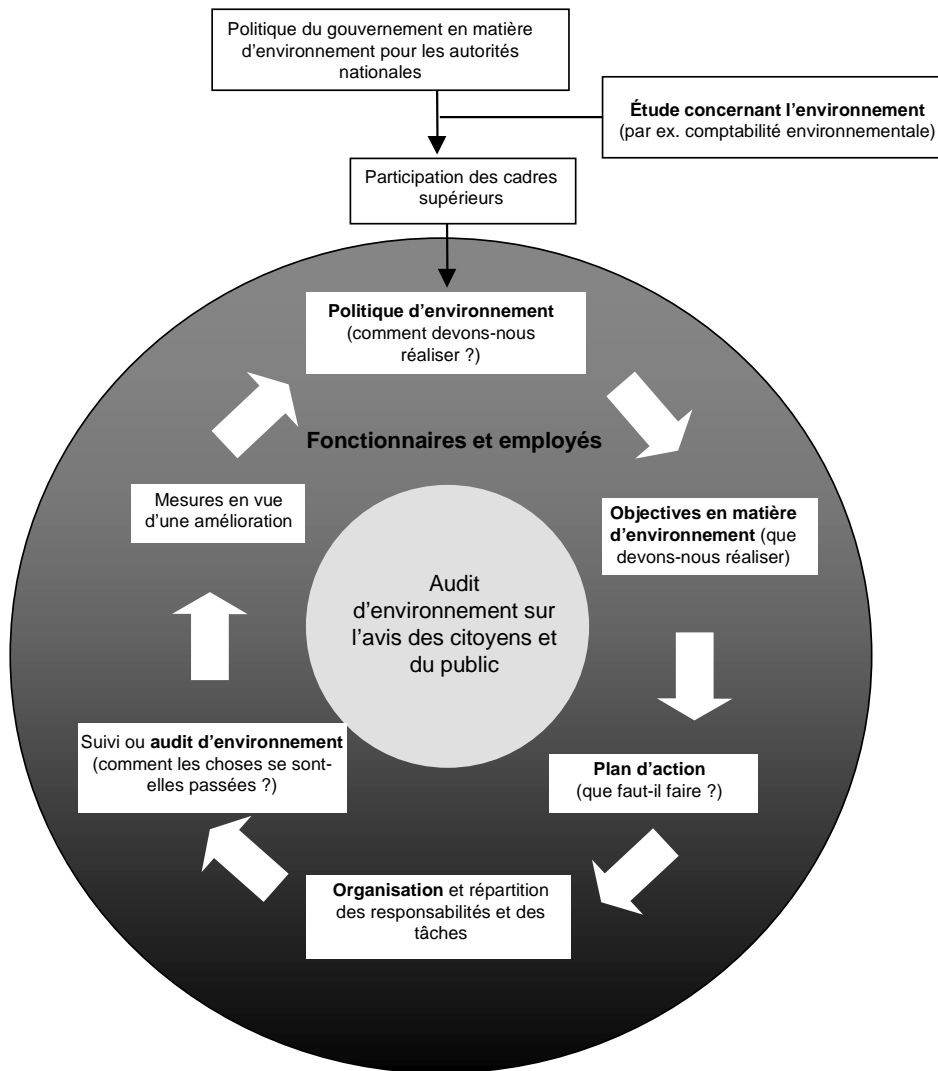 Politique du gouvernement en matière
d'environnement pour les autorités
nationales
Étude concernant l'environnement
(par ex. comptabilité environnementale)
Participation des cadres
supérieurs
Politique d'environnement
(comment devons-nous
réaliser ?)
Fonctionnaires et employés
Mesures en vue
d'une amélioration
Objectives en matière
d'environnement (que
devons-nous réaliser)
Audit
d'environnement sur
l'avis des citoyens et
du public
Suivi ou audit d'environnement
(comment les choses se sont-
elles passées ?)
Plan d'action
(que faut-il faire ?)
Organisation et répartition
des responsabilités et des
tâches